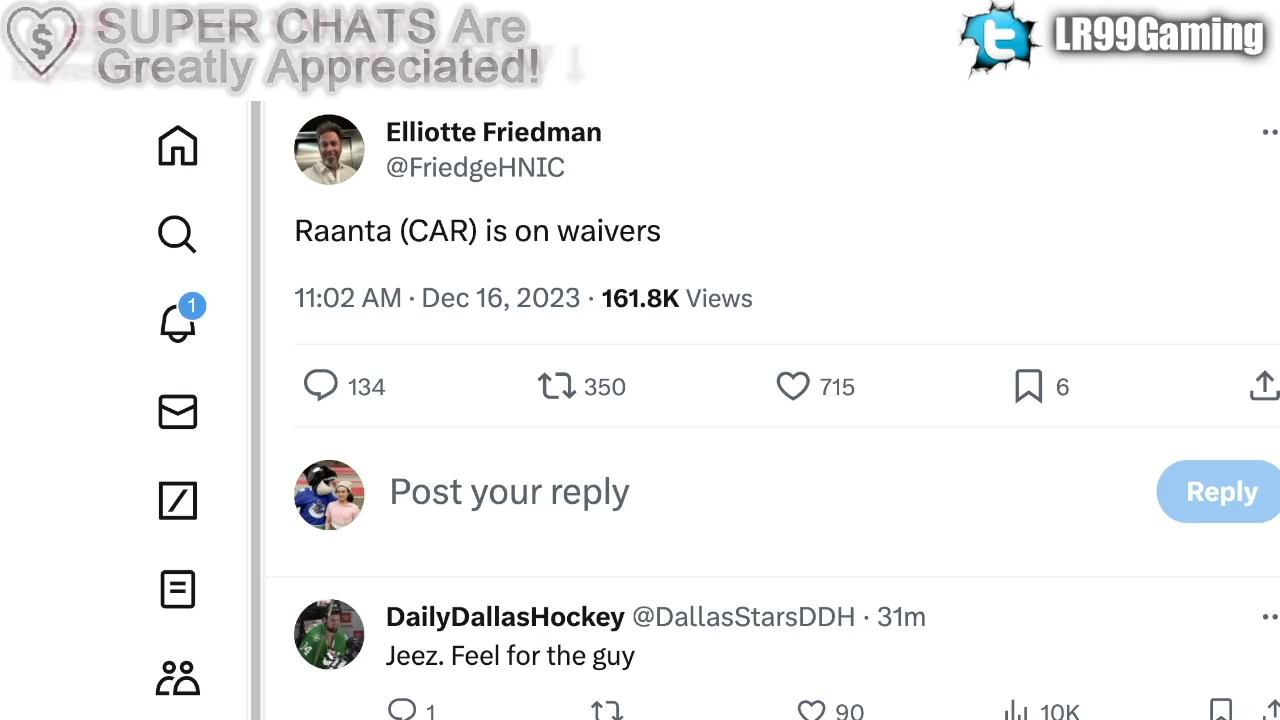 SUPER CHATS Are
Greatly Appreciated!
LR99Gaming
Elliotte Friedman
@FriedgeHNIC
Raanta (CAR) is on waivers
11:02 AM · Dec 16, 2023 · 161.8K Views
134 350 715 6
Post your reply
Reply
1
DailyDallasHockey @DallasStarsDDH · 31m
Jeez. Feel for the guy
1 90 10K